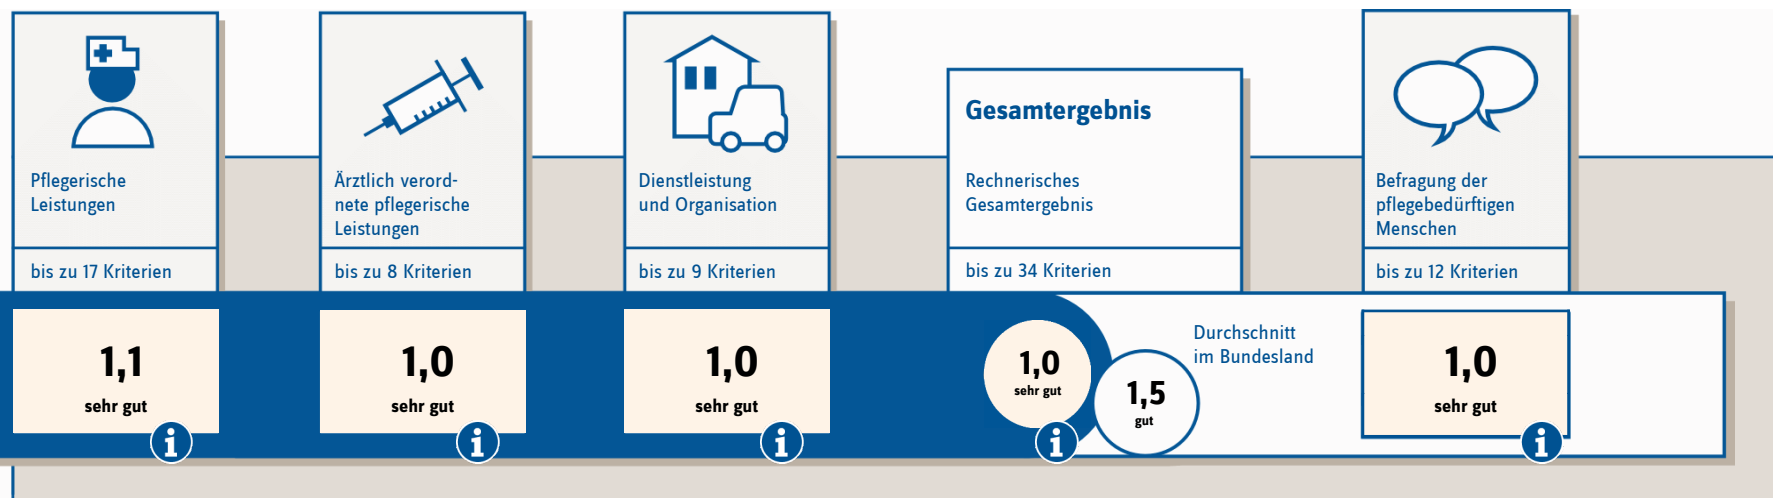 Pflegerische
Leistungen
bis zu 17 Kriterien
1,1
sehr gut
i
Ärztlich verord-
nete pflegerische
Leistungen
bis zu 8 Kriterien
1,0
sehr gut
i
Dienstleistung
und Organisation
bis zu 9 Kriterien
1,0
sehr gut
i
Gesamtergebnis
Rechnerisches
Gesamtergebnis
bis zu 34 Kriterien
1,0
sehr gut
i
1,5
gut
Durchschnitt
im Bundesland
Befragung der
pflegebedürftigen
Menschen
bis zu 12 Kriterien
1,0
sehr gut
i